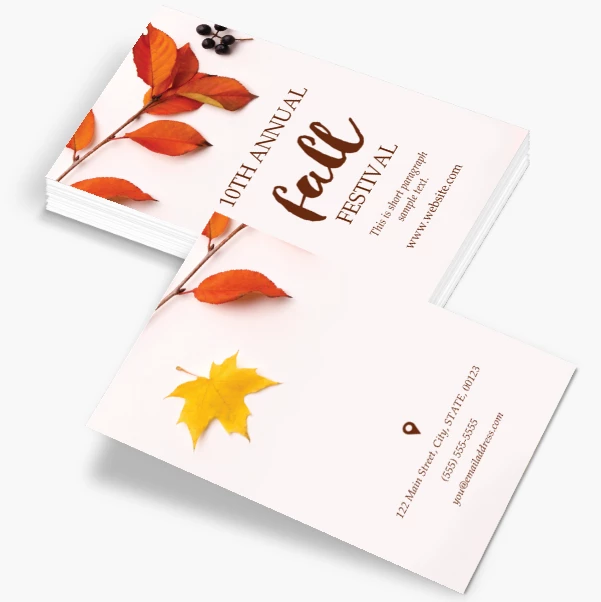 10TH ANNUAL
fall
FESTIVAL
This is short paragraph
sample text.
www.website.com
122 Main Street, City, STATE, 00123
(555) 555-5555
you@emailaddress.com